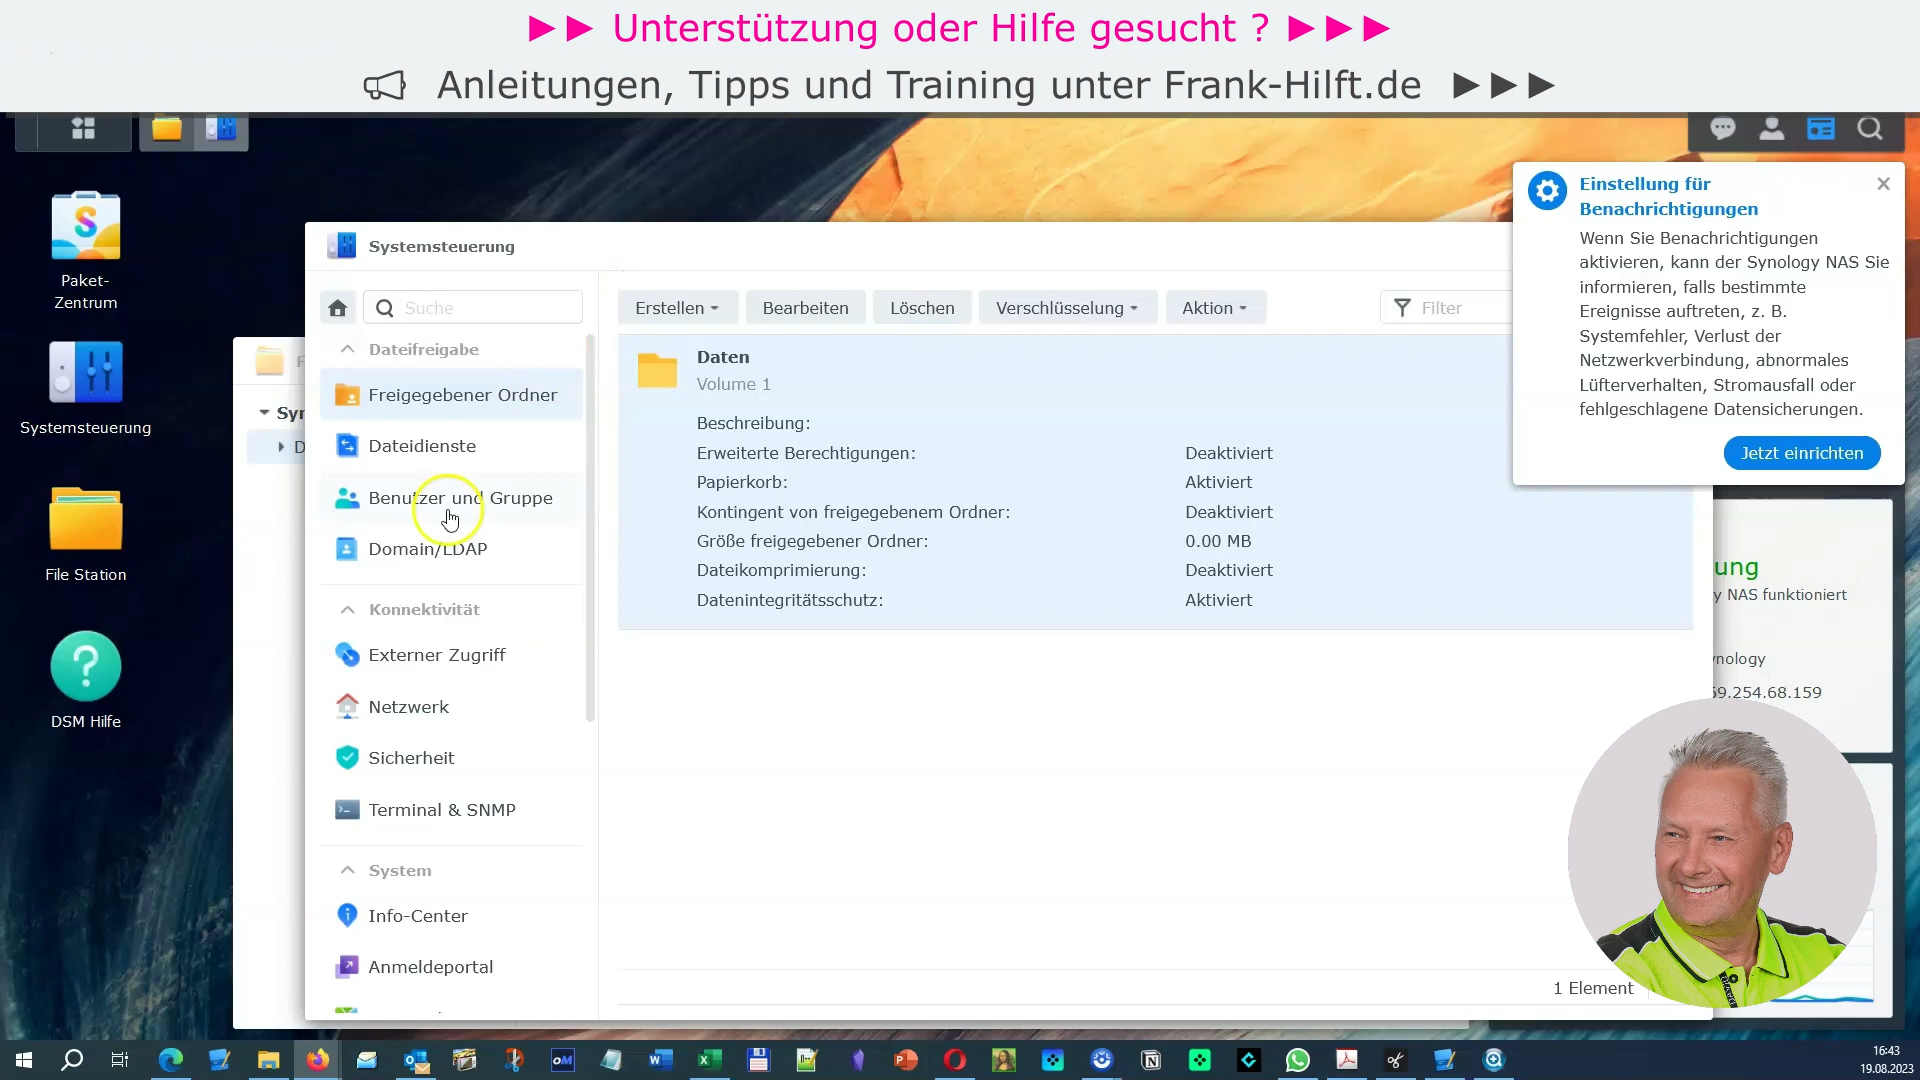 ►► Unterstützung oder Hilfe gesucht ? ►►►
Anleitungen, Tipps und Training unter Frank-Hilft.de ►►►
Paket-
Zentrum
Systemsteuerung
File Station
DSM Hilfe
Systemsteuerung
Suche
Dateifreigabe
Freigegebener Ordner
Dateidienste
Benutzer und Gruppe
Domain/LDAP
Konnektivität
Externer Zugriff
Netzwerk
Sicherheit
Terminal & SNMP
System
Info-Center
Anmeldeportal
Erstellen
Bearbeiten
Löschen
Verschlüsselung
Aktion
Filter
Daten
Volume 1
Beschreibung:
Erweiterte Berechtigungen: Deaktiviert
Papierkorb: Aktiviert
Kontingent von freigegebenem Ordner: Deaktiviert
Größe freigegebener Ordner: 0.00 MB
Dateikomprimierung: Deaktiviert
Datenintegritätsschutz: Aktiviert
1 Element
Einstellung für
Benachrichtigungen
Wenn Sie Benachrichtigungen
aktivieren, kann der Synology NAS Sie
informieren, falls bestimmte
Ereignisse auftreten, z. B.
Systemfehler, Verlust der
Netzwerkverbindung, abnormales
Lüfterverhalten, Stromausfall oder
fehlgeschlagene Datensicherungen.
Jetzt einrichten
ung
y NAS funktioniert
ynology
69.254.68.159
16:43
19.08.2023